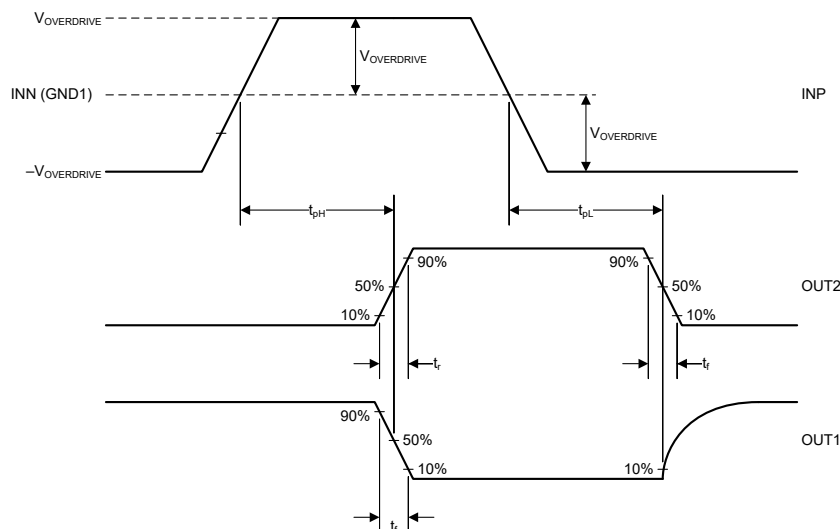 VOVERDRIVE
VOVERDRIVE
INN (GND1)
INP
VOVERDRIVE
–VOVERDRIVE
tpH
tpL
90%
90%
50%
50%
OUT2
10%
10%
tr
tf
90%
50%
OUT1
10%
10%
tf